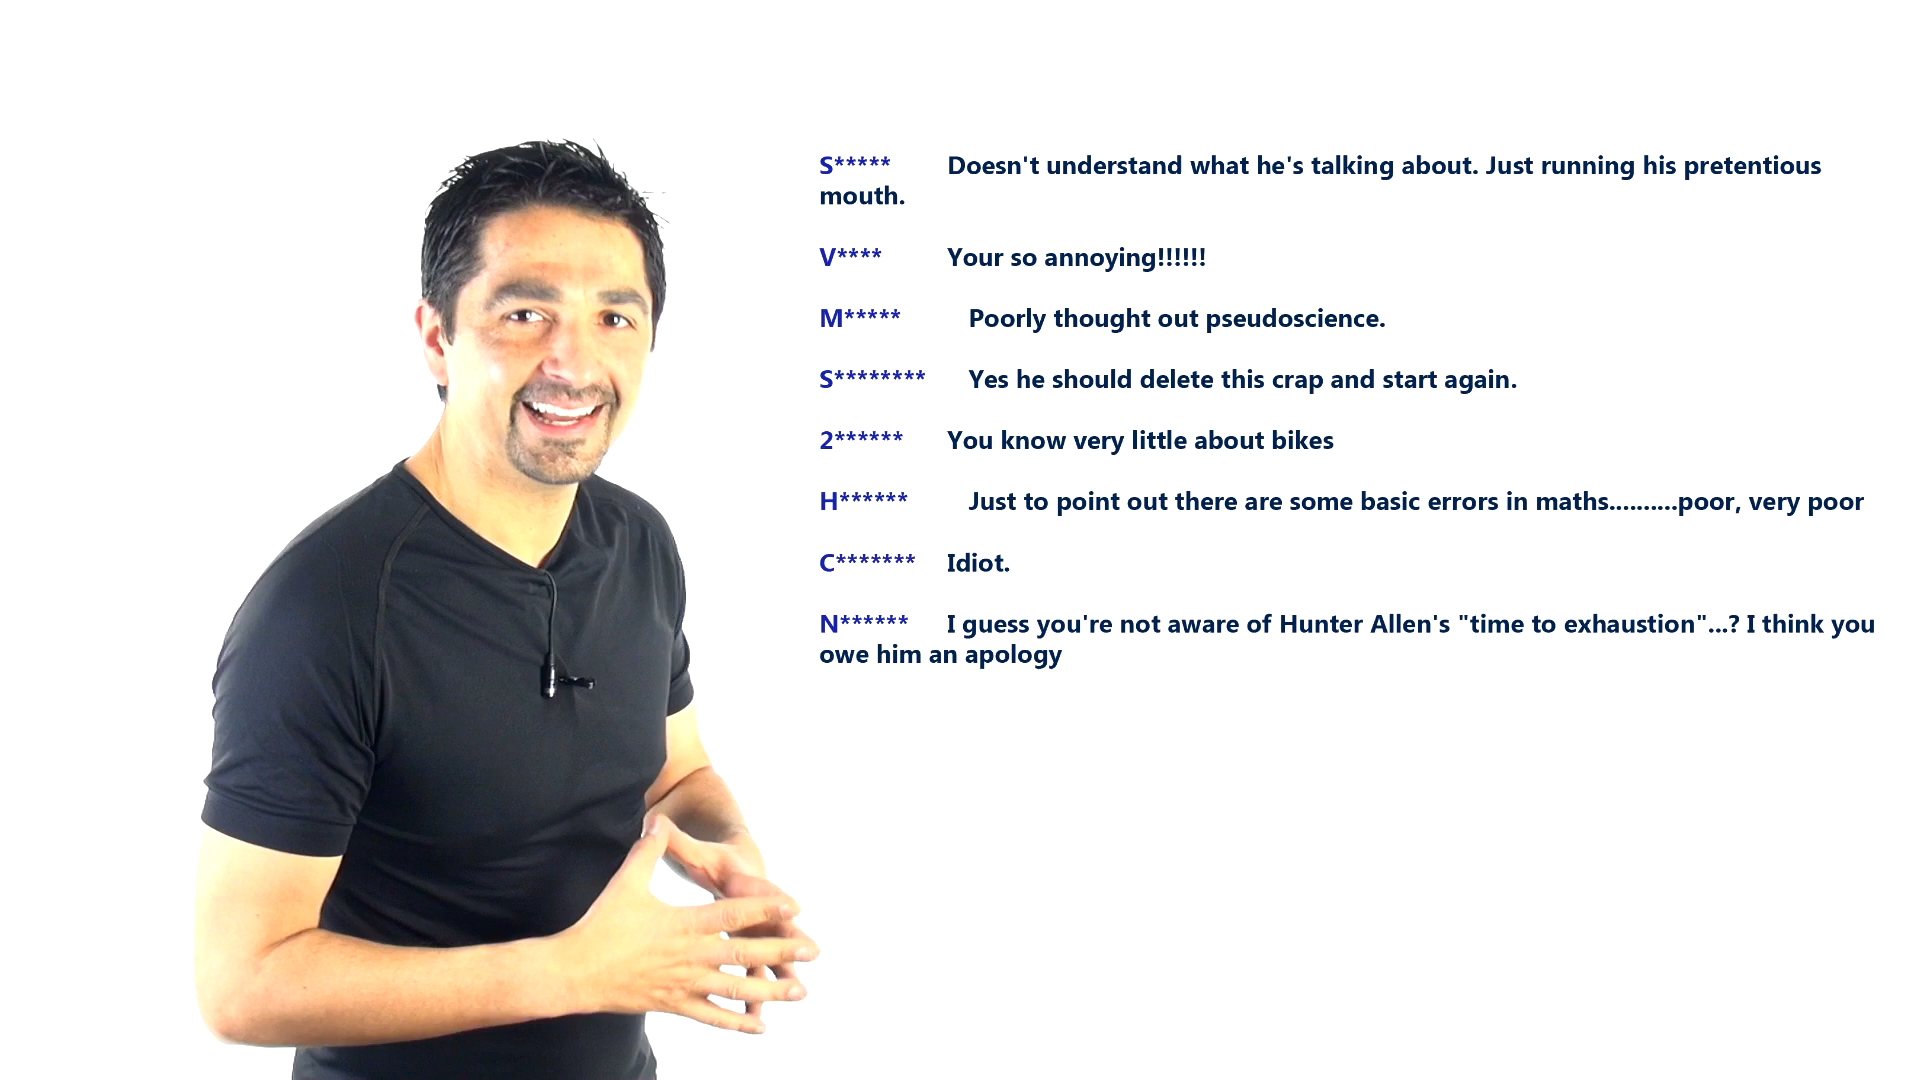 S***** Doesn't understand what he's talking about. Just running his pretentious
mouth.
V**** Your so annoying!!!!!!
M***** Poorly thought out pseudoscience.
S******** Yes he should delete this crap and start again.
2****** You know very little about bikes
H****** Just to point out there are some basic errors in maths..........poor, very poor
C******* Idiot.
N****** I guess you're not aware of Hunter Allen's "time to exhaustion"...? I think you
owe him an apology